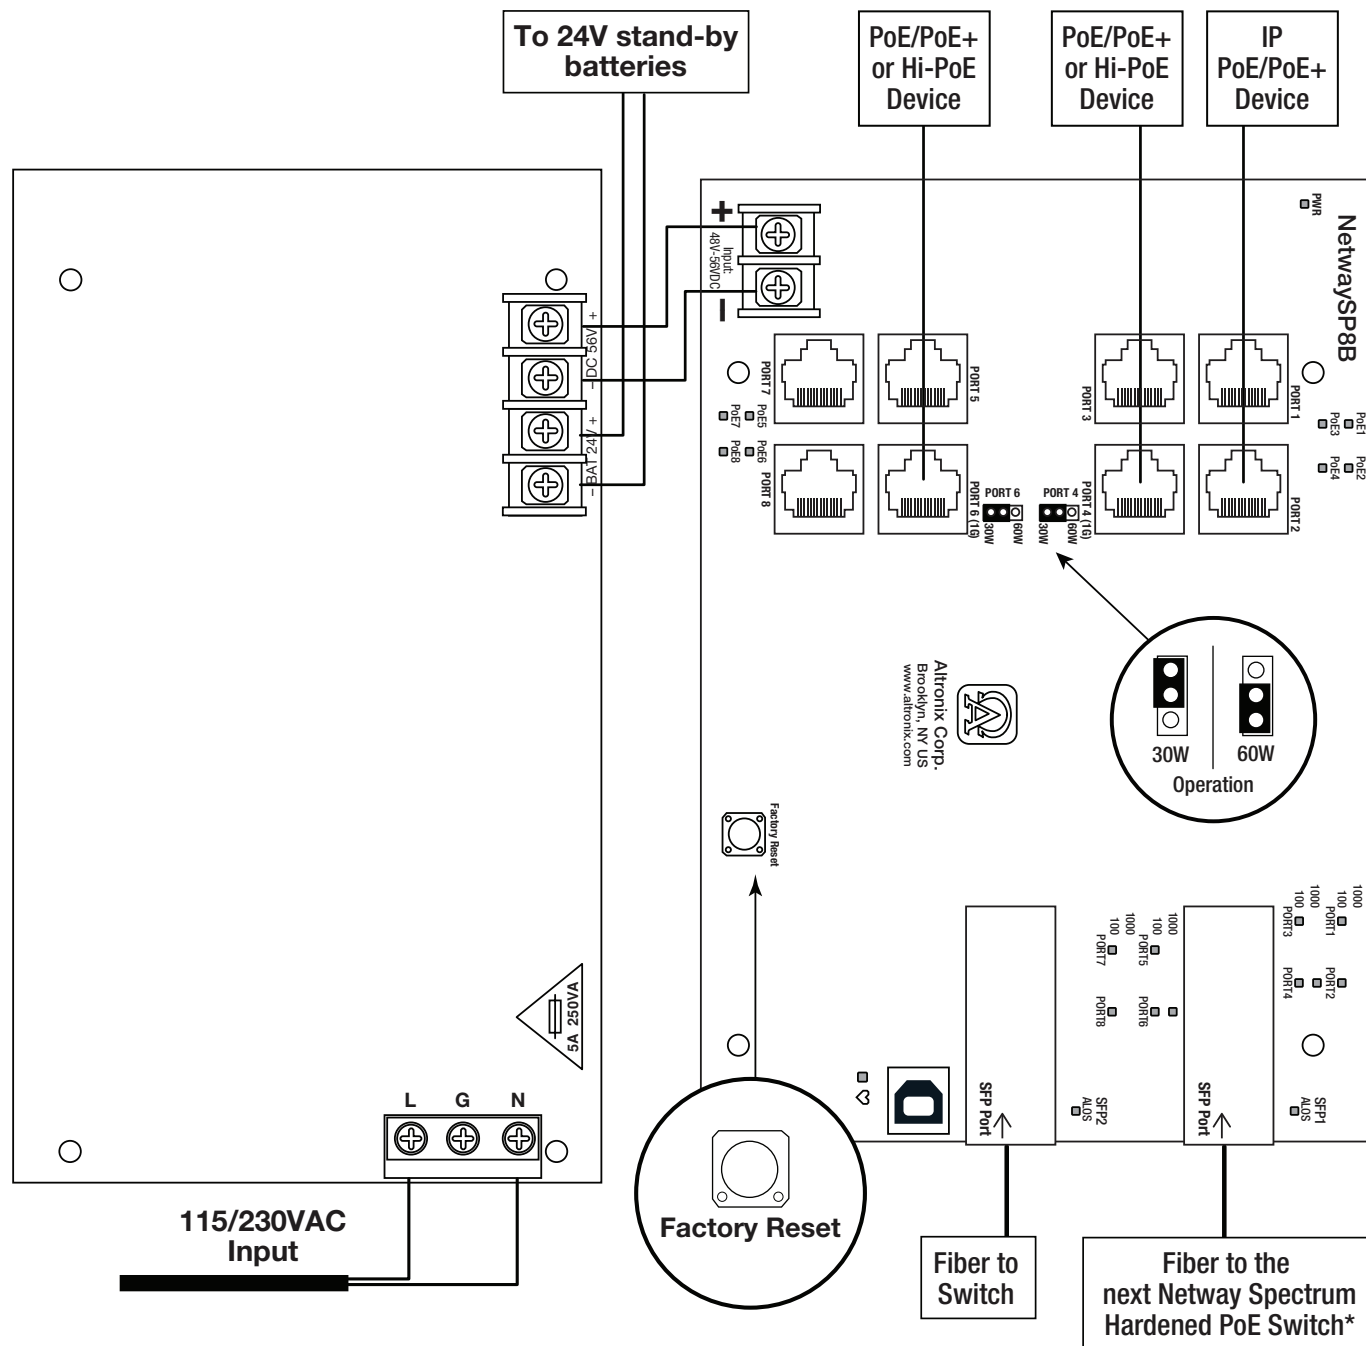 To 24V stand-by
batteries
PoE/PoE+
or Hi-PoE
Device
PoE/PoE+
or Hi-PoE
Device
IP
PoE/PoE+
Device
PWR
NetwaySP8B
+
Input:
48V-56VDC
–
– DC 56V +
– BAT 24V +
PORT 7
PORT 5
PORT 3
PORT 1
PoE7
PoE5
PoE8
PoE6
PoE3
PoE1
PoE4
PoE2
PORT 8
PORT 6 (1G)
PORT 6
30W
60W
PORT 4
30W
60W
PORT 4 (1G)
PORT 2
30W
60W
Operation
Altronix Corp.
Brooklyn, NY US
www.altronix.com
Factory Reset
5A 250VA
L G N
115/230VAC
Input
Factory Reset
1000
100
PORT7
1000
100
PORT5
PORT8
PORT6
1000
100
PORT3
1000
100
PORT1
PORT4
PORT2
SFP Port
SFP2
ALOS
SFP Port
SFP1
ALOS
Fiber to
Switch
Fiber to the
next Netway Spectrum
Hardened PoE Switch*